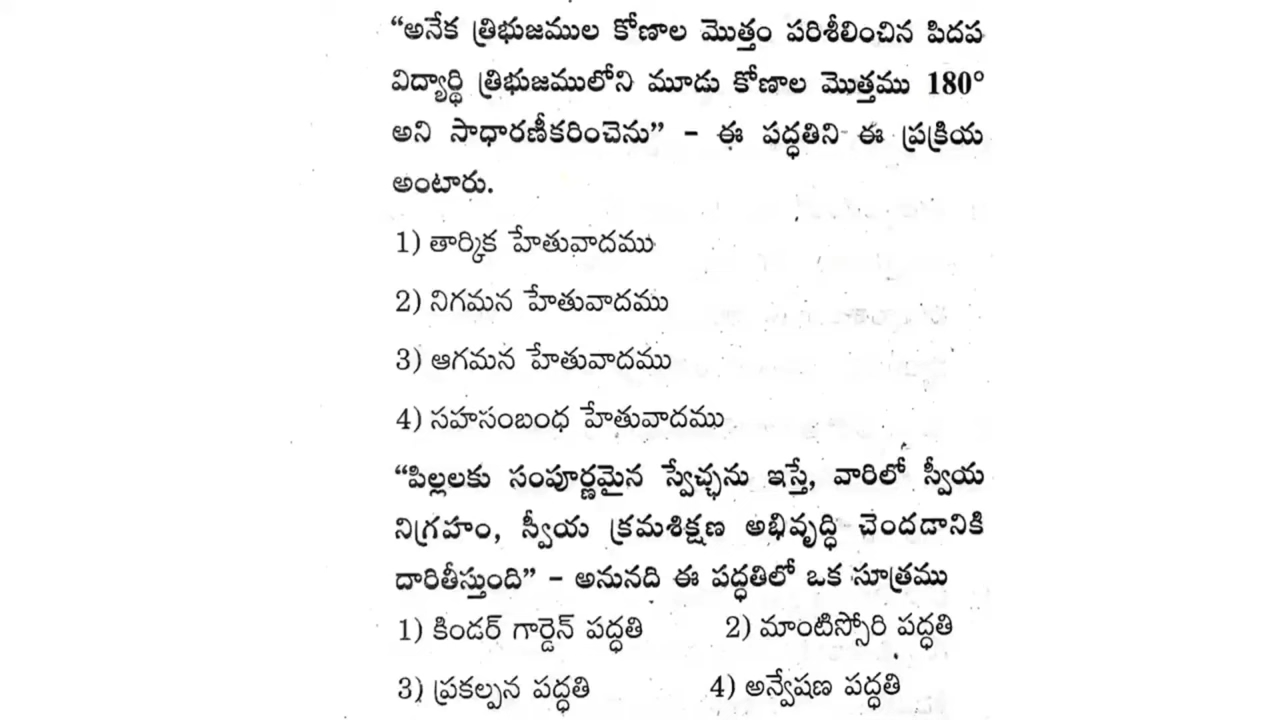 “అనేక త్రిభుజముల కోణాల మొత్తం పరిశీలించిన పిదప
విద్యార్థి త్రిభుజములోని మూడు కోణాల మొత్తము 180°
అని సాధారణీకరించెను” - ఈ పద్ధతిని ఈ ప్రక్రియ
అంటారు.
1) తార్కిక హేతువాదము
2) నిగమన హేతువాదము
3) ఆగమన హేతువాదము
4) సహసంబంధ హేతువాదము
“పిల్లలకు సంపూర్ణమైన స్వేచ్ఛను ఇస్తే, వారిలో స్వీయ
నిగ్రహం, స్వీయ క్రమశిక్షణ అభివృద్ధి చెందడానికి
దారితీస్తుంది” - అనునది ఈ పద్ధతిలో ఒక సూత్రము
1) కిండర్ గార్డెన్ పద్ధతి 2) మాంటిస్సోరి పద్ధతి
3) ప్రకల్పన పద్ధతి 4) అన్వేషణ పద్ధతి